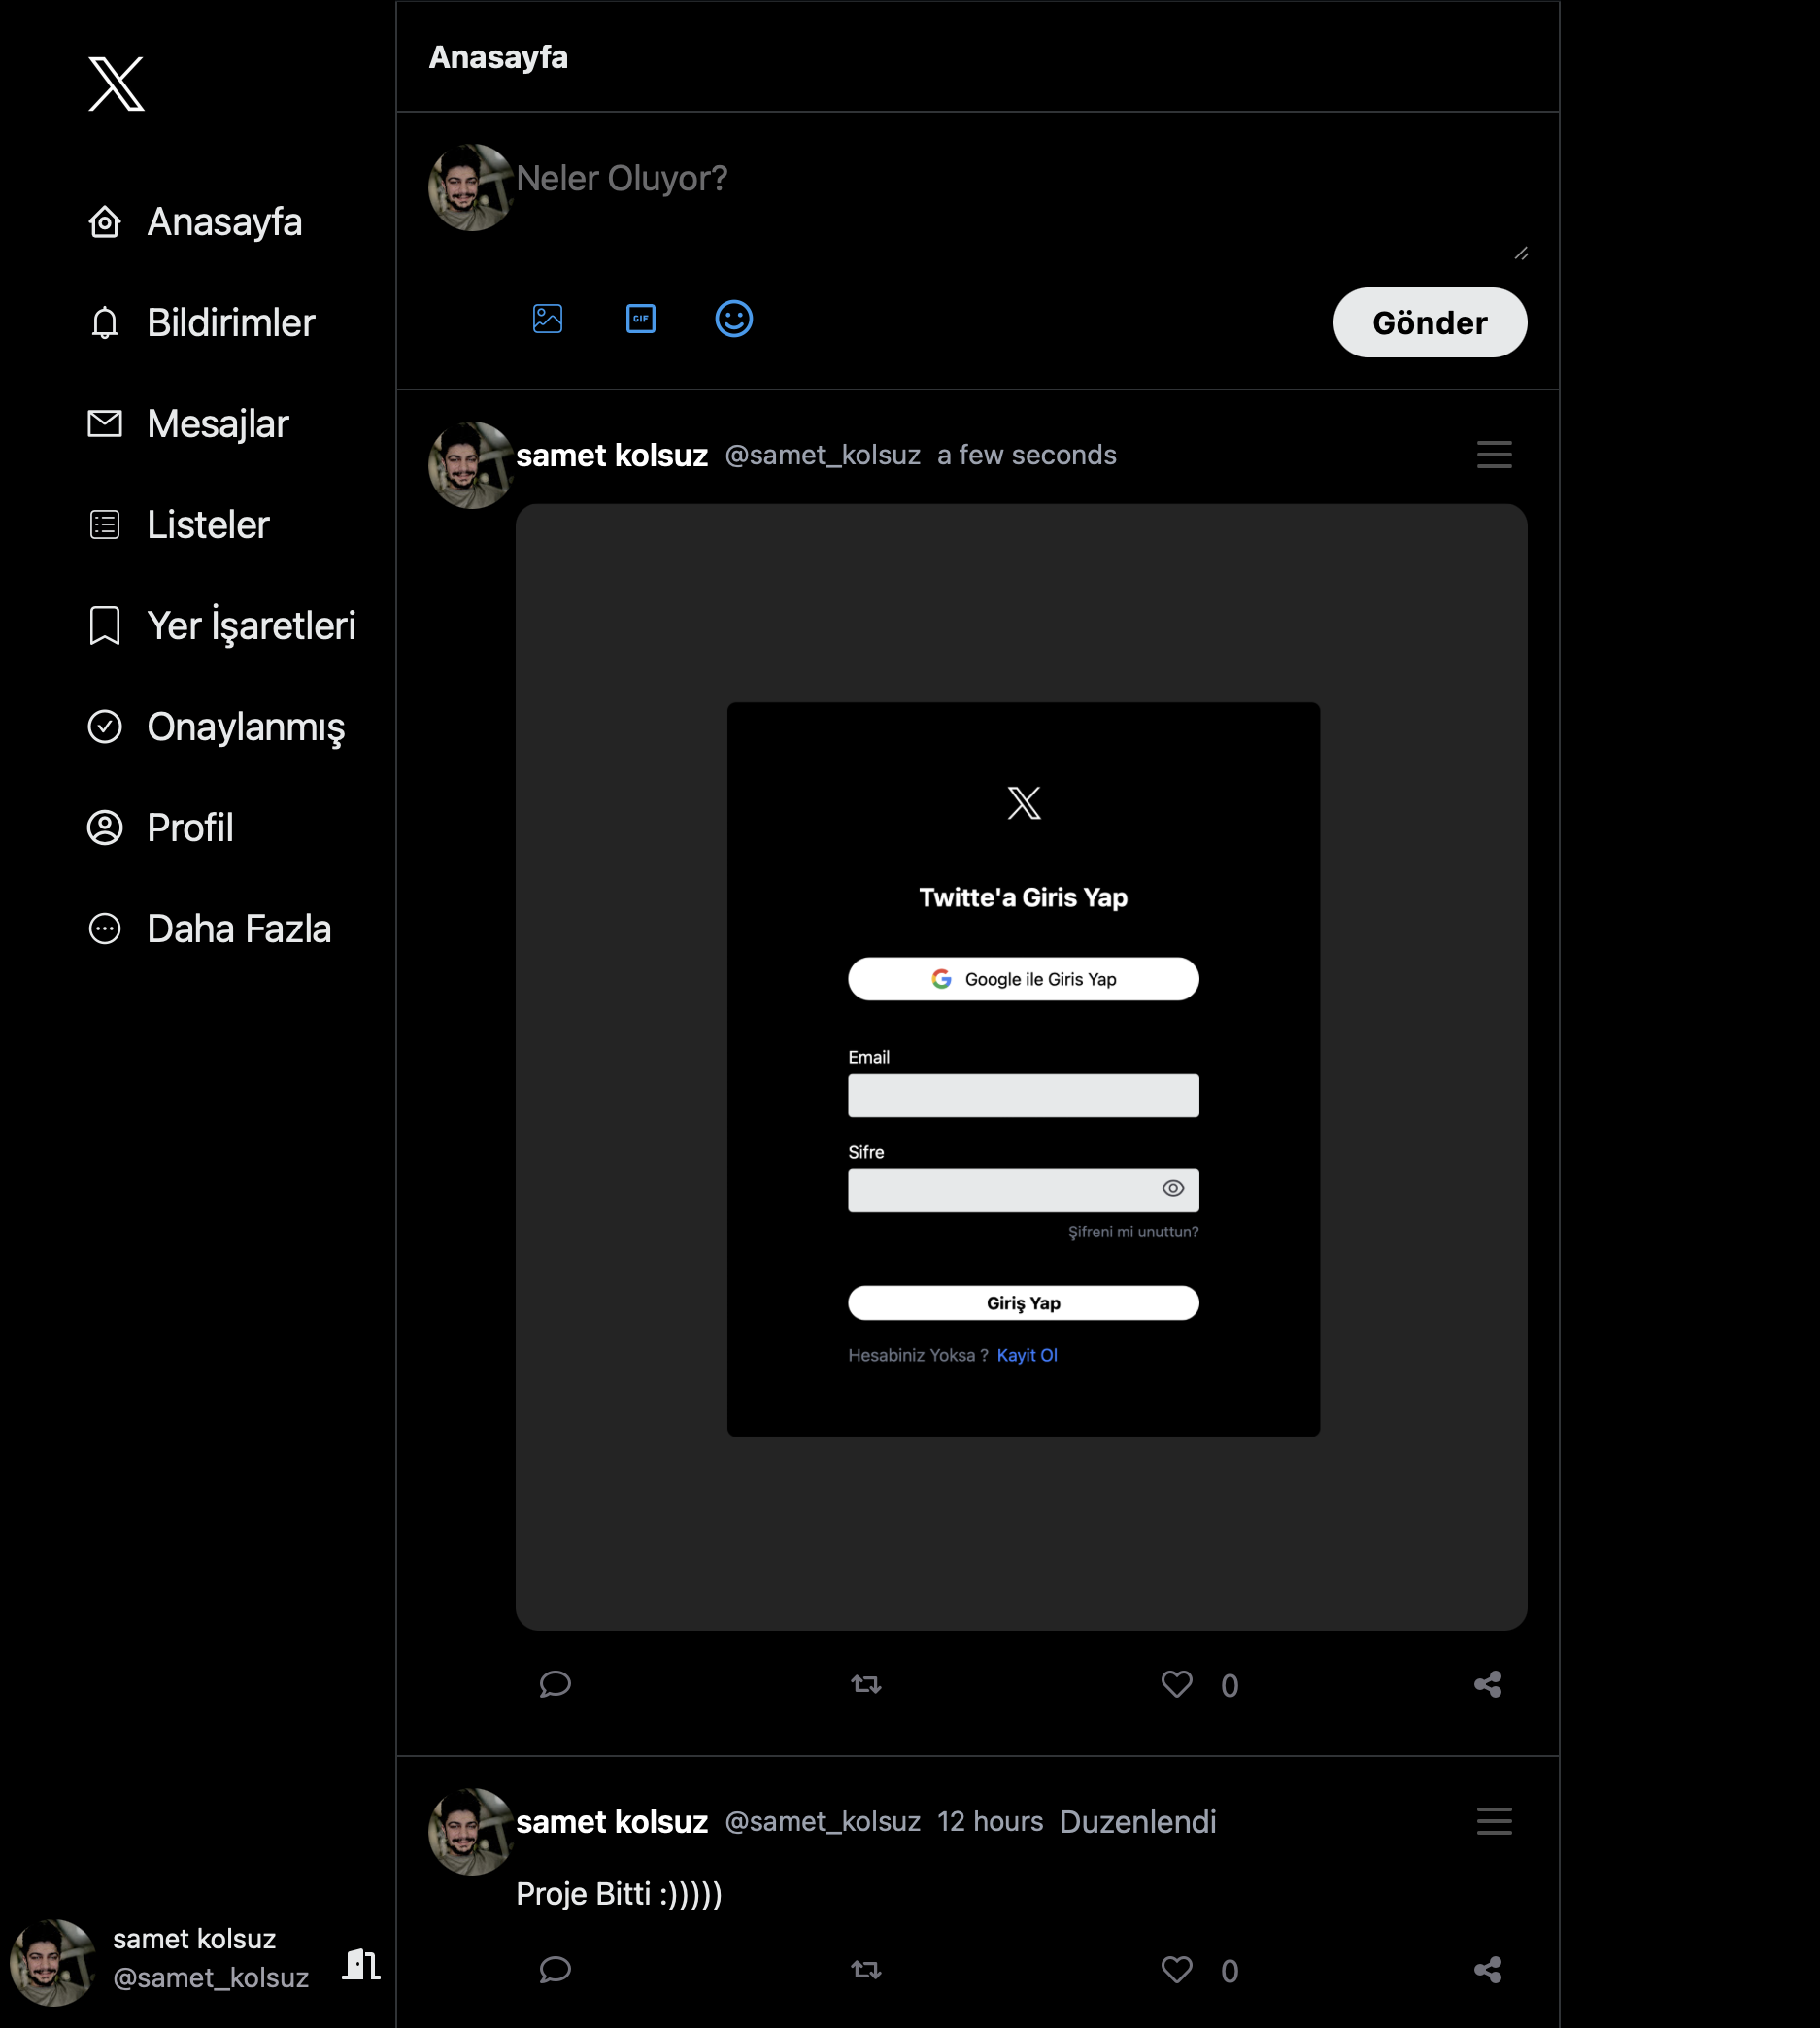 Anasayfa
Bildirimler
Mesajlar
Listeler
Yer İşaretleri
Onaylanmış
Profil
Daha Fazla
samet kolsuz
@samet_kolsuz
Anasayfa
Neler Oluyor?
GIF
Gönder
samet kolsuz @samet_kolsuz a few seconds
Twitte'a Giris Yap
Google ile Giris Yap
Email
Sifre
Şifreni mi unuttun?
Giriş Yap
Hesabiniz Yoksa ? Kayit Ol
0
samet kolsuz @samet_kolsuz 12 hours Duzenlendi
Proje Bitti :)))))
0